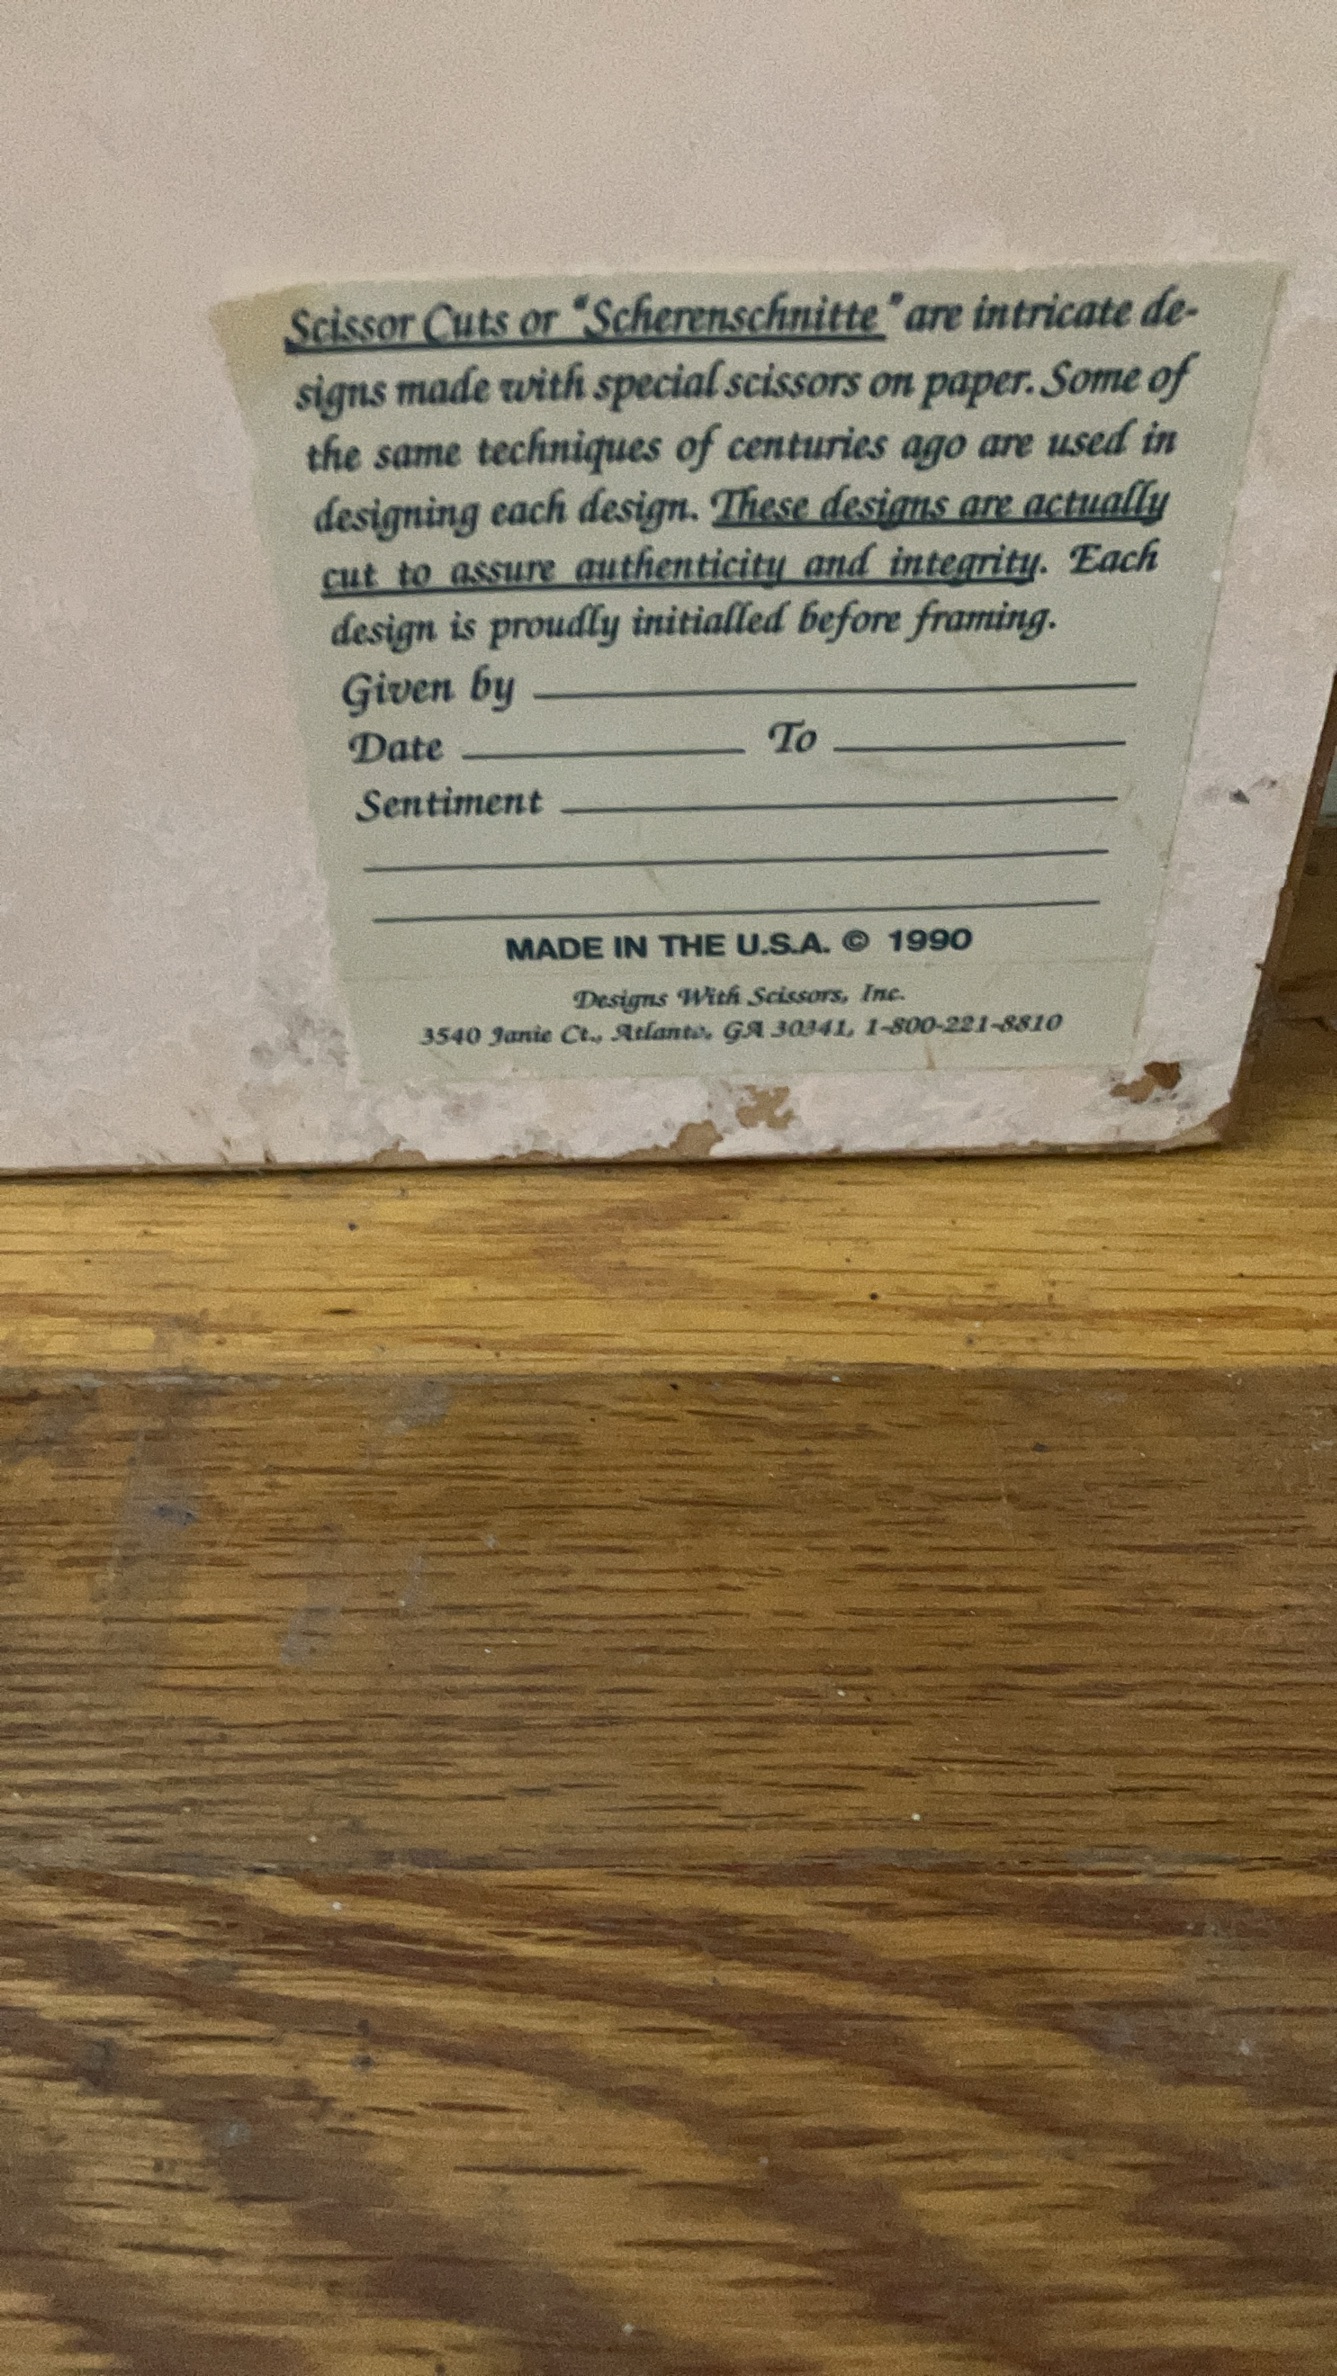 Scissor Cuts or "Scherenschnitte" are intricate de-
signs made with special scissors on paper. Some of
the same techniques of centuries ago are used in
designing each design. These designs are actually
cut to assure authenticity and integrity. Each
design is proudly initialled before framing.
Given by
Date To
Sentiment
MADE IN THE U.S.A. © 1990
Designs With Scissors, Inc.
3540 Janie Ct., Atlanta, GA 30341, 1-800-221-8810